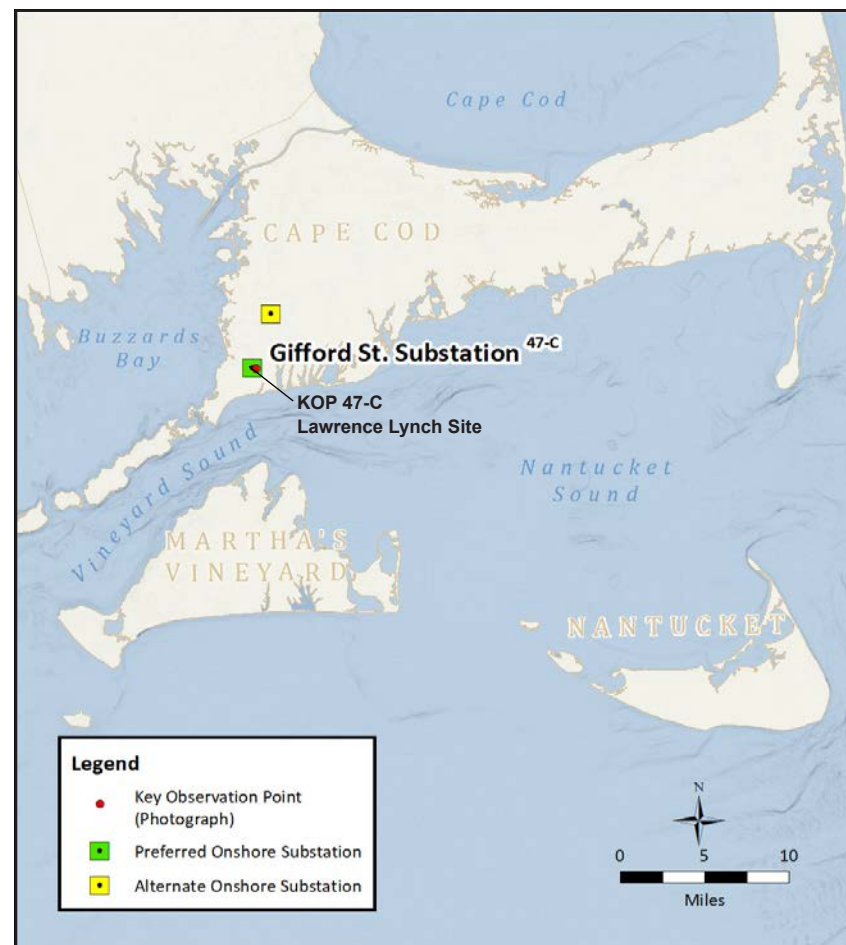 Cape Cod
CAPE COD
Buzzards
Bay
Gifford St. Substation 47-C
KOP 47-C
Lawrence Lynch Site
Vineyard Sound
Nantucket
Sound
MARTHA'S
VINEYARD
NANTUCKET
Legend
Key Observation Point
(Photograph)
Preferred Onshore Substation
Alternate Onshore Substation
N
0 5 10
Miles